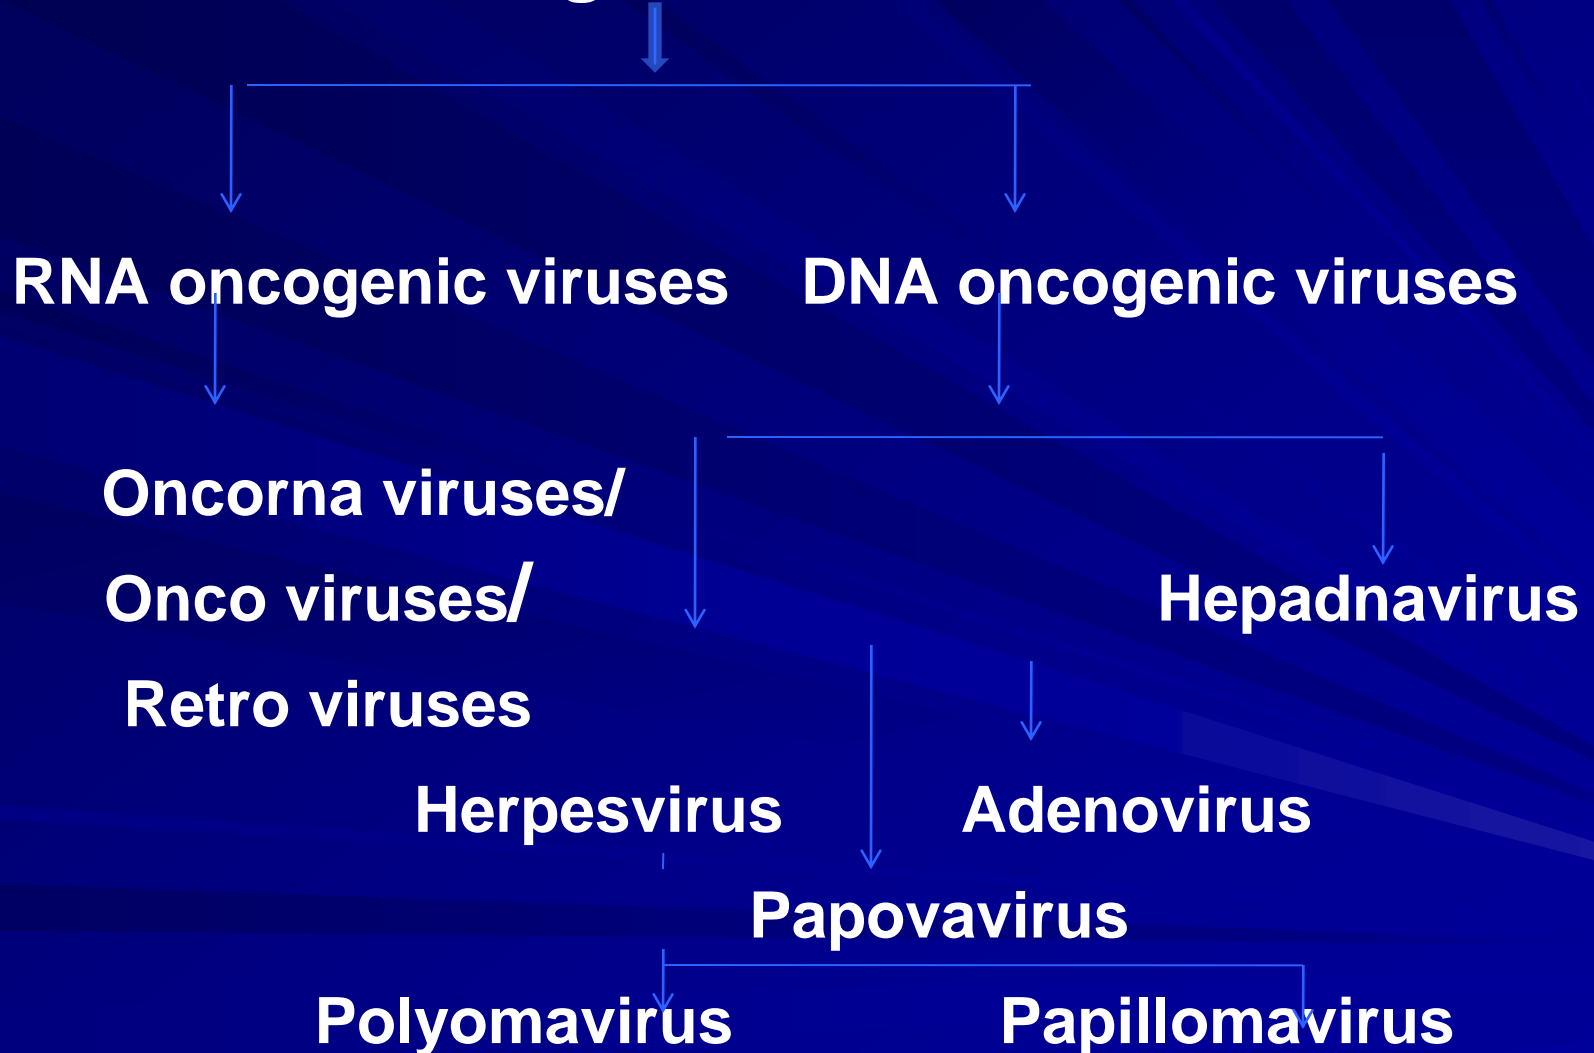 RNA oncogenic viruses DNA oncogenic viruses
Oncorna viruses/
Onco viruses/ Hepadnavirus
Retro viruses
Herpesvirus Adenovirus
Papovavirus
Polyomavirus Papillomavirus